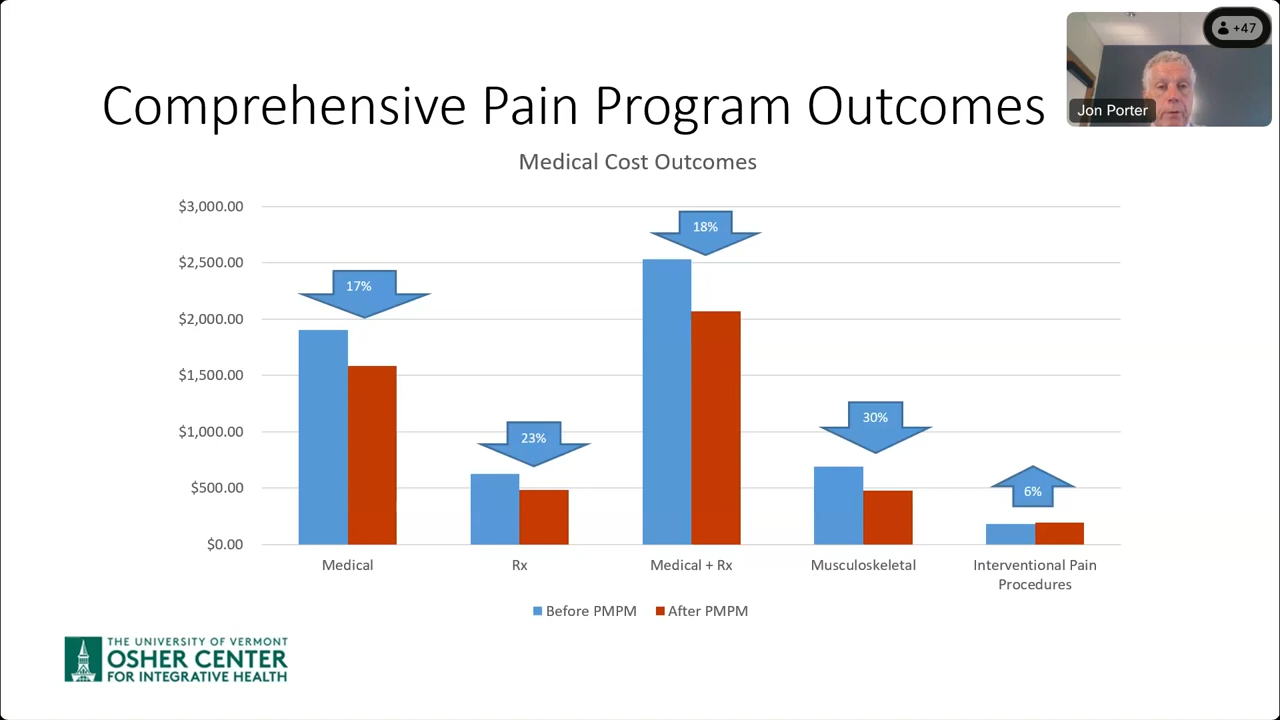 +47
Jon Porter
Comprehensive Pain Program Outcomes
Medical Cost Outcomes
$3,000.00
$2,500.00
$2,000.00
$1,500.00
$1,000.00
$500.00
$0.00
17%
23%
18%
30%
6%
Medical
Rx
Medical + Rx
Musculoskeletal
Interventional Pain
Procedures
Before PMPM
After PMPM
THE UNIVERSITY OF VERMONT
OSHER CENTER
FOR INTEGRATIVE HEALTH